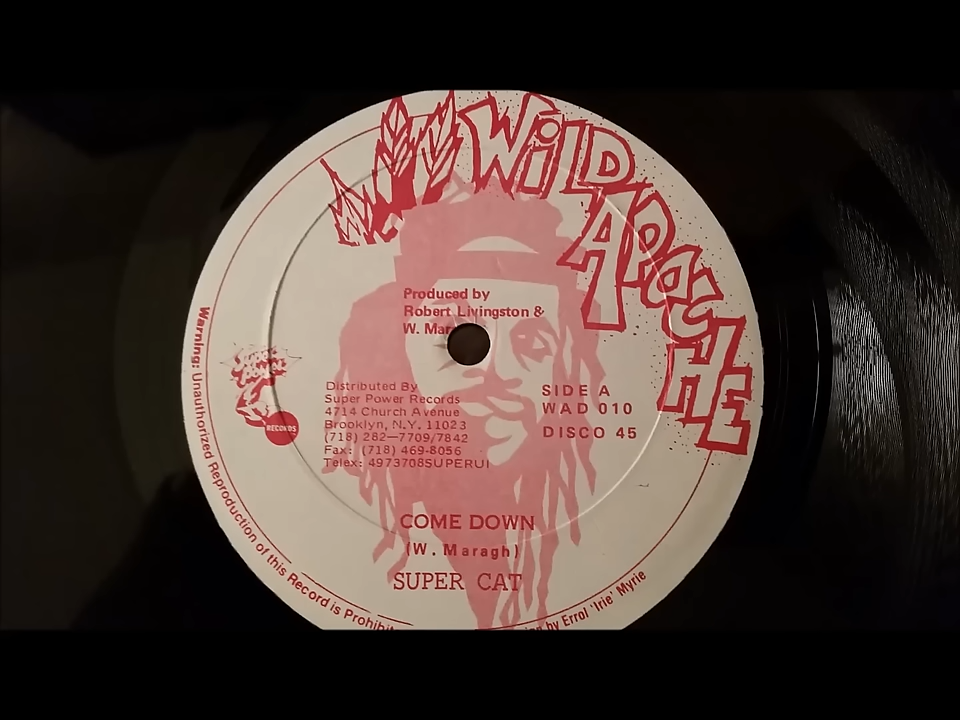 WILD
APACHE
Produced by
Robert Livingston &
W. Mar
Distributed By
Super Power Records
4714 Church Avenue
Brooklyn, N.Y. 11023
(718) 282—7709/7842
Fax: (718) 469-8056
Telex: 4973708SUPERUI
SIDE A
WAD 010
DISCO 45
RECORDS
COME DOWN
(W. Maragh)
SUPER CAT
Warning: Unauthorized Reproduction of this Record is Prohibit
by Errol 'Irie' Myrie